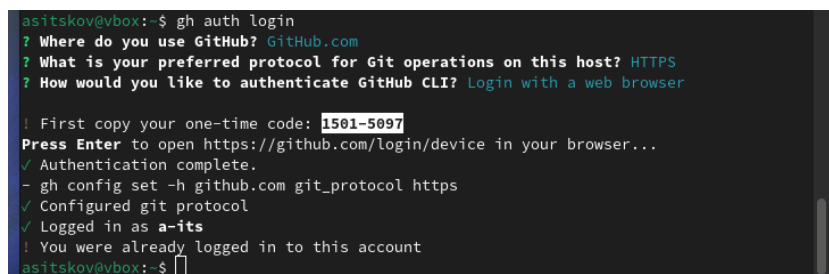 asitskov@vbox:~$ gh auth login
? Where do you use GitHub? GitHub.com
? What is your preferred protocol for Git operations on this host? HTTPS
? How would you like to authenticate GitHub CLI? Login with a web browser
! First copy your one-time code: 1501-5097
Press Enter to open https://github.com/login/device in your browser...
✓ Authentication complete.
- gh config set -h github.com git_protocol https
✓ Configured git protocol
✓ Logged in as a-its
! You were already logged in to this account
asitskov@vbox:~$